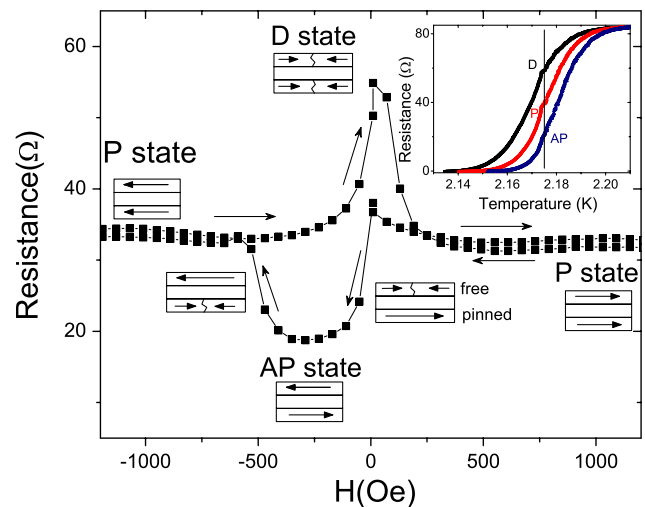 60
40
20
Resistance(Ω)
-1000
-500
0
500
1000
H(Oe)
D state
P state
AP state
P state
free
pinned
80
40
0
Resistance (Ω)
D
P
AP
2.14
2.16
2.18
2.20
Temperature (K)